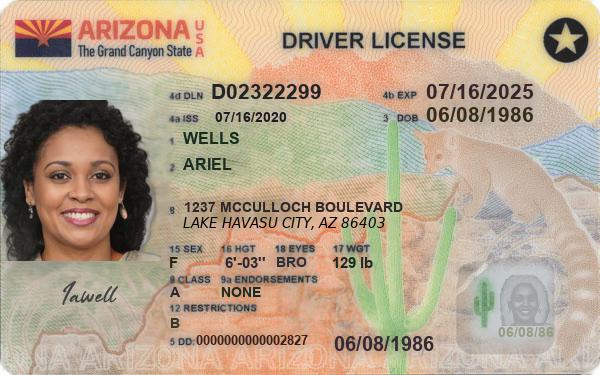 ARIZONA USA
The Grand Canyon State
DRIVER LICENSE
4d DLN D02322299 4b EXP 07/16/2025
4a ISS 07/16/2020 3 DOB 06/08/1986
1 WELLS
2 ARIEL
8 1237 MCCULLOCH BOULEVARD
LAKE HAVASU CITY, AZ 86403
15 SEX 16 HGT 18 EYES 17 WGT
F 6'-03" BRO 129 lb
9 CLASS 9a ENDORSEMENTS
A NONE
12 RESTRICTIONS
B
5 DD: 0000000000002827 06/08/1986
Iawell
06/08/86
ONA ARIZONA ARIZONA ARIZONA ARIZONA